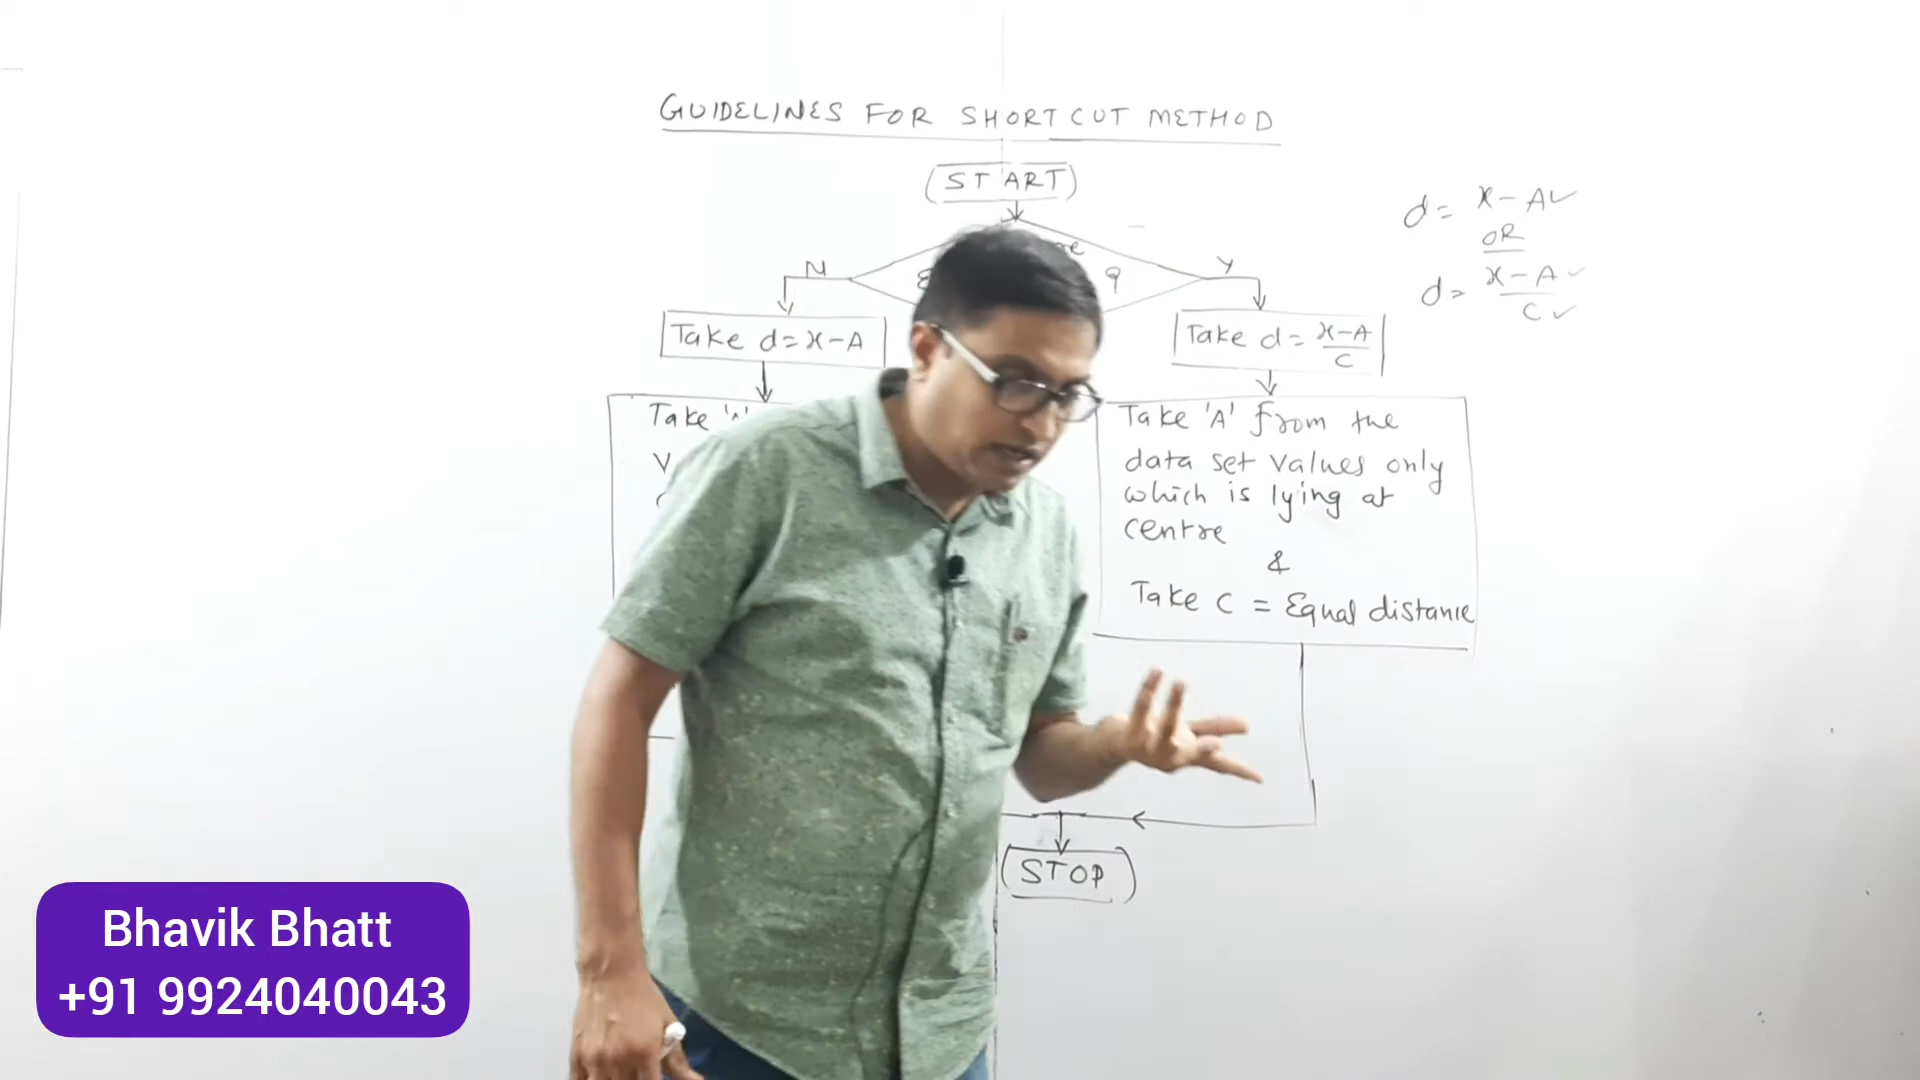 GUIDELINES FOR SHORTCUT METHOD
START
N
?
Y
Take d = x - A
Take d = x - A / C
Take 'A'
Take 'A' from the
data set values only
which is lying at
centre
&
Take C = Equal distance
STOP
d = x - A ✓
OR
d = x - A ✓ / C ✓
Bhavik Bhatt
+91 9924040043